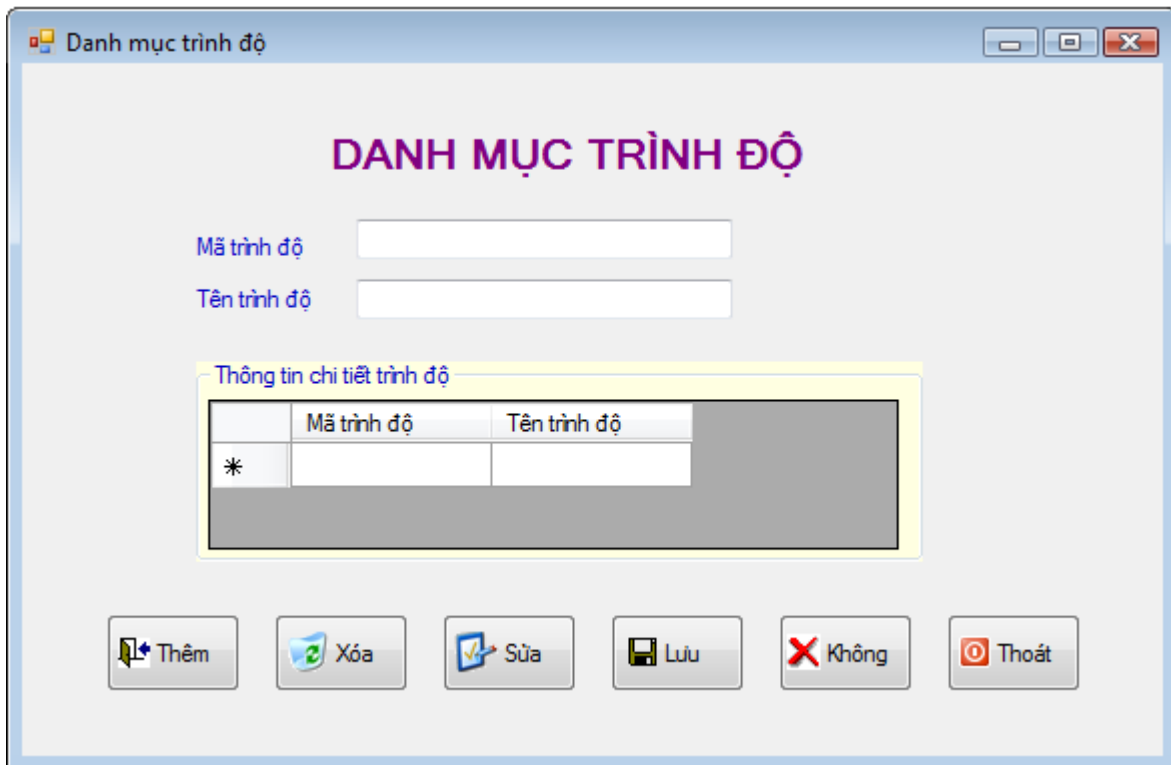 Danh mục trình độ
DANH MỤC TRÌNH ĐỘ
Mã trình độ
Tên trình độ
Thông tin chi tiết trình độ
Mã trình độ Tên trình độ
Thêm Xóa Sửa Lưu Không Thoát